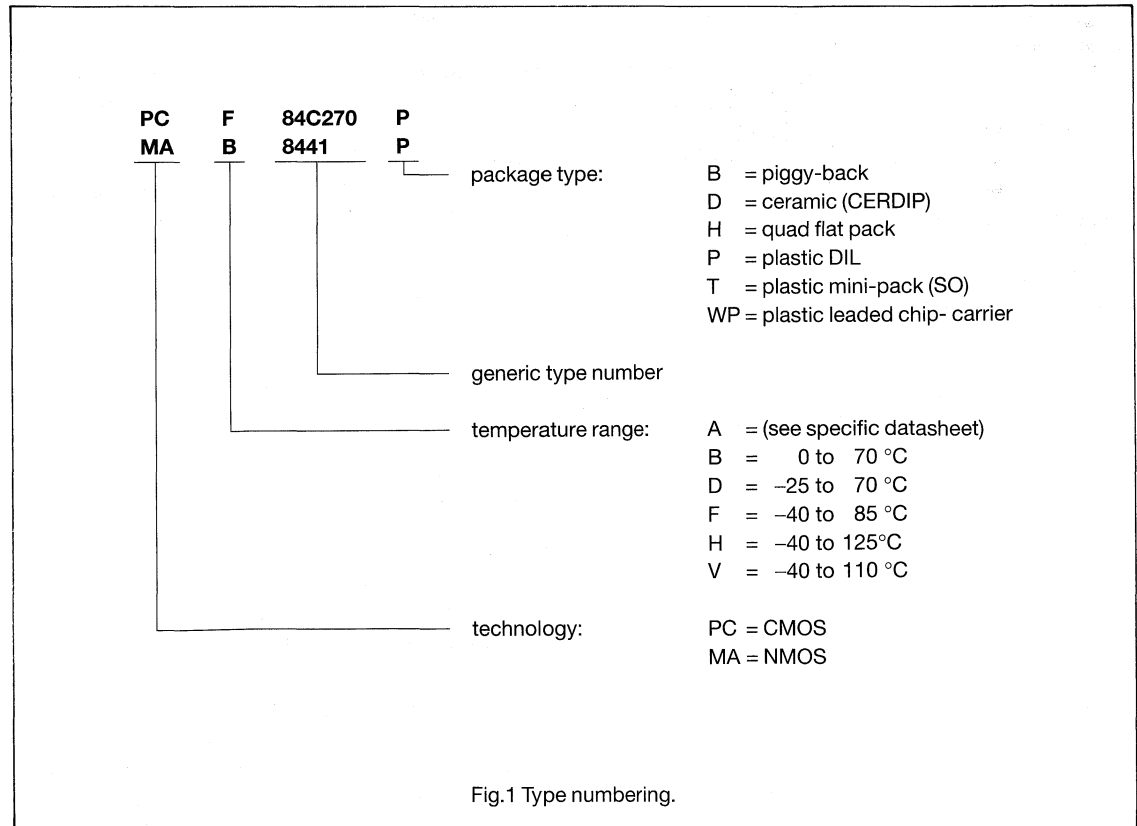 PC F 84C270 P
MA B 8441 P
package type: B = piggy-back
D = ceramic (CERDIP)
H = quad flat pack
P = plastic DIL
T = plastic mini-pack (SO)
WP = plastic leaded chip- carrier
generic type number
temperature range: A = (see specific datasheet)
B = 0 to 70 °C
D = –25 to 70 °C
F = –40 to 85 °C
H = –40 to 125°C
V = –40 to 110 °C
technology: PC = CMOS
MA = NMOS
Fig.1 Type numbering.